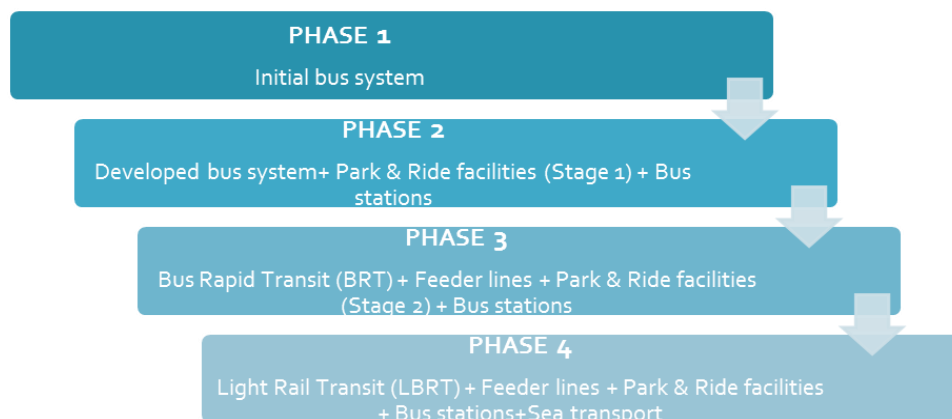 PHASE 1
Initial bus system
PHASE 2
Developed bus system+ Park & Ride facilities (Stage 1) + Bus
stations
PHASE 3
Bus Rapid Transit (BRT) + Feeder lines + Park & Ride facilities
(Stage 2) + Bus stations
PHASE 4
Light Rail Transit (LBRT) + Feeder lines + Park & Ride facilities
+ Bus stations+Sea transport